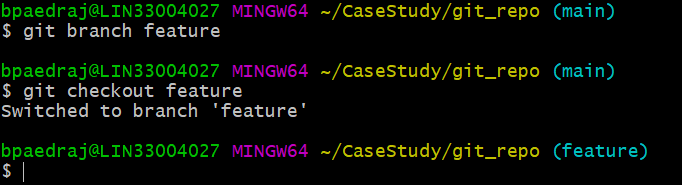 bpaedraj@LIN33004027 MINGW64 ~/CaseStudy/git_repo (main)
$ git branch feature
bpaedraj@LIN33004027 MINGW64 ~/CaseStudy/git_repo (main)
$ git checkout feature
Switched to branch 'feature'
bpaedraj@LIN33004027 MINGW64 ~/CaseStudy/git_repo (feature)
$